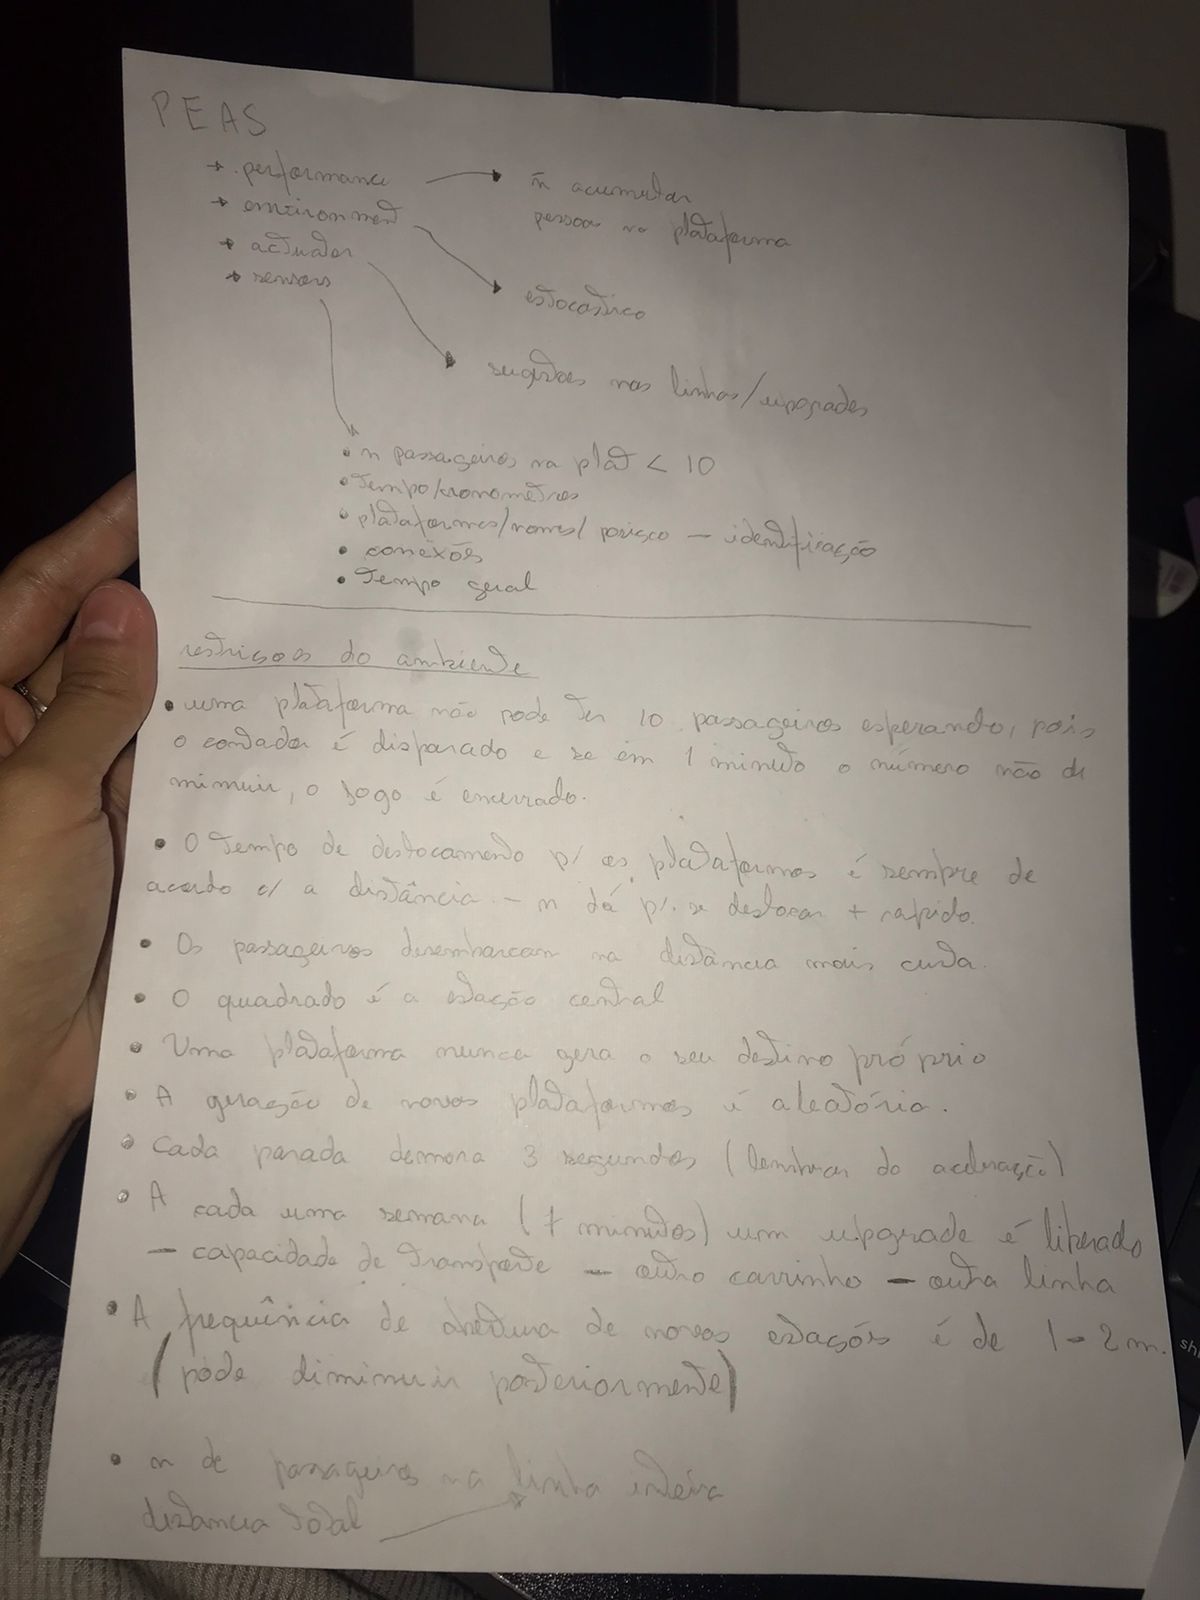 PEAS
→ performance → ñ acumular
pessoas na plataforma
→ environment → estocástico
→ actuador → sugestões nas linhas/upgrades
→ sensors
• n passageiros na plat < 10
• Tempo/cronometros
• plataformas/nomes/ posição — identificação
• conexões
• Tempo geral
restrisoes do ambiente
• uma plataforma não pode ter 10 passageiros esperando, pois
o contador é disparado e se em 1 minuto o número não di
minuir, o jogo é encerrado.
• O tempo de deslocamento p/ as plataformas é sempre de
acordo c/ a distância. — n dá p/. se deslocar + rapido.
• Os passageiros desembarcam na distância mais curta.
• O quadrado é a estação central
• Uma plataforma nunca gera o seu destino próprio
• A geração de novas plataformas é aleatória.
• Cada parada demora 3 segundos (lembrar da aceleração)
• A cada uma semana (7 minutos) um upgrade é liberado
— capacidade de transporte — outro carrinho — outra linha
• A frequência de abertura de novas estações é de 1-2 m.
(pode diminuir posteriormente)
• n de passageiros na linha inteira
distancia total →